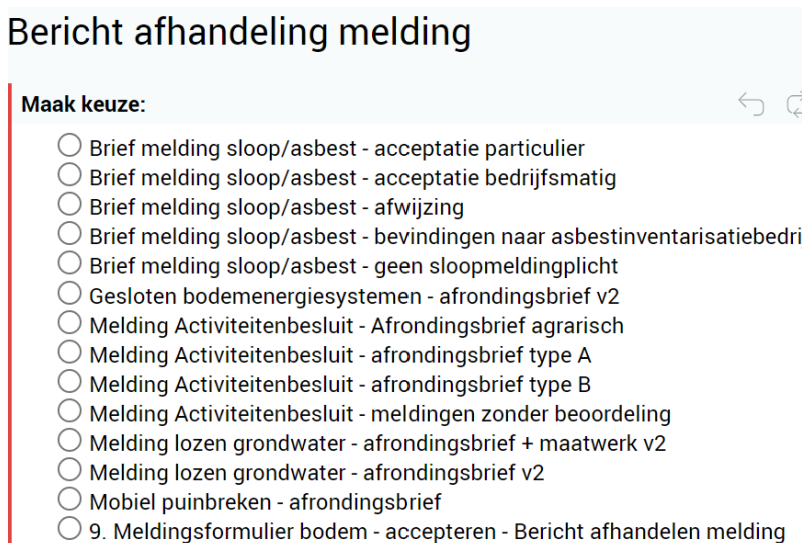 Bericht afhandeling melding
Maak keuze:
Brief melding sloop/asbest - acceptatie particulier
Brief melding sloop/asbest - acceptatie bedrijfsmatig
Brief melding sloop/asbest - afwijzing
Brief melding sloop/asbest - bevindingen naar asbestinventarisatiebedri
Brief melding sloop/asbest - geen sloopmeldingplicht
Gesloten bodemenergiesystemen - afrondingsbrief v2
Melding Activiteitenbesluit - Afrondingsbrief agrarisch
Melding Activiteitenbesluit - afrondingsbrief type A
Melding Activiteitenbesluit - afrondingsbrief type B
Melding Activiteitenbesluit - meldingen zonder beoordeling
Melding lozen grondwater - afrondingsbrief + maatwerk v2
Melding lozen grondwater - afrondingsbrief v2
Mobiel puinbreken - afrondingsbrief
9. Meldingsformulier bodem - accepteren - Bericht afhandelen melding